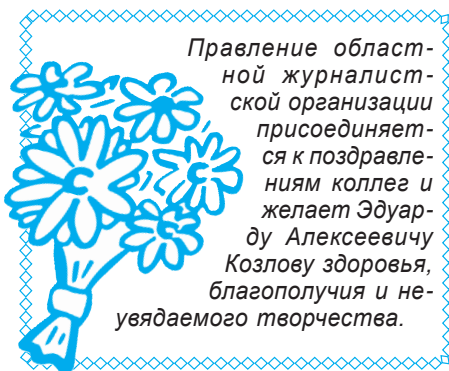 Правление област-
ной журналист-
ской организации
присоединяет-
ся к поздравле-
ниям коллег и
желает Эдуар-
ду Алексеевичу
Козлову здоровья,
благополучия и не-
увядаемого творчества.